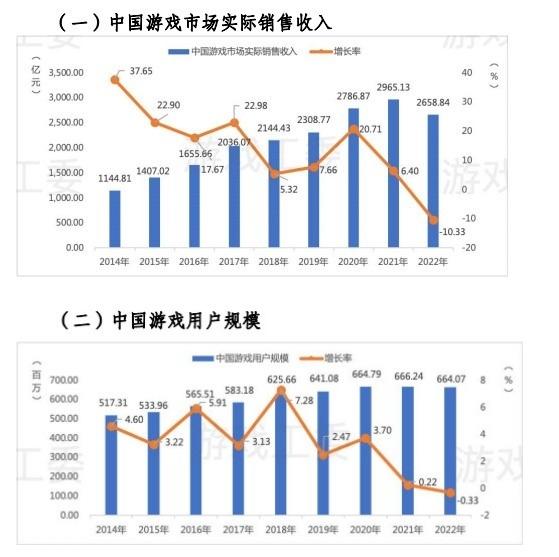 （一）中国游戏市场实际销售收入
中国游戏市场实际销售收入 增长率
（亿元）
（%）
3,500.00
3,000.00
2,500.00
2,000.00
1,500.00
1,000.00
500.00
0.00
40
30
20
10
0
-10
-20
37.65 22.90 17.67 22.98 5.32 7.66 20.71 6.40 -10.33
1144.81 1407.02 1655.66 2036.07 2144.43 2308.77 2786.87 2965.13 2658.84
2014年 2015年 2016年 2017年 2018年 2019年 2020年 2021年 2022年
游戏工委
（二）中国游戏用户规模
中国游戏用户规模 增长率
（百万）
（%）
700.00
600.00
500.00
400.00
300.00
200.00
100.00
0.00
8
6
4
2
0
-2
517.31 533.96 565.51 583.18 625.66 641.08 664.79 666.24 664.07
4.60 3.22 5.91 3.13 7.28 2.47 3.70 0.22 -0.33
2014年 2015年 2016年 2017年 2018年 2019年 2020年 2021年 2022年
游戏工委